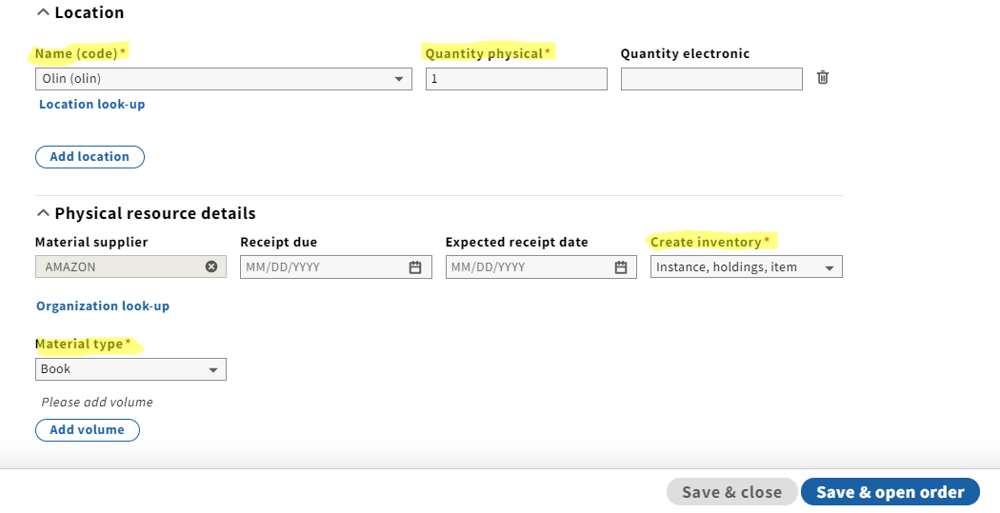 Location
Name (code)* Quantity physical* Quantity electronic
Olin (olin) 1
Location look-up
Add location
Physical resource details
Material supplier Receipt due Expected receipt date Create inventory*
AMAZON MM/DD/YYYY MM/DD/YYYY Instance, holdings, item
Organization look-up
Material type*
Book
Please add volume
Add volume
Save & close Save & open order